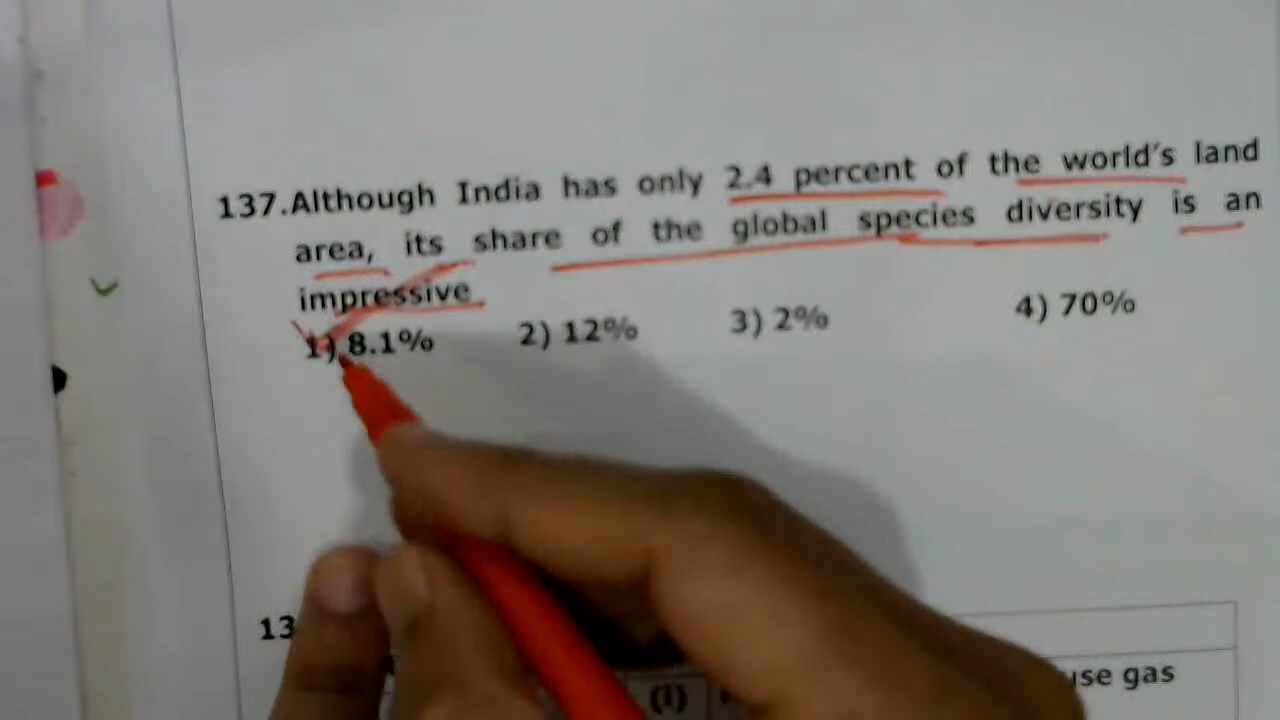 137.Although India has only 2.4 percent of the world's land
area, its share of the global species diversity is an
impressive
1) 8.1% 2) 12% 3) 2% 4) 70%
13
(i)
use gas